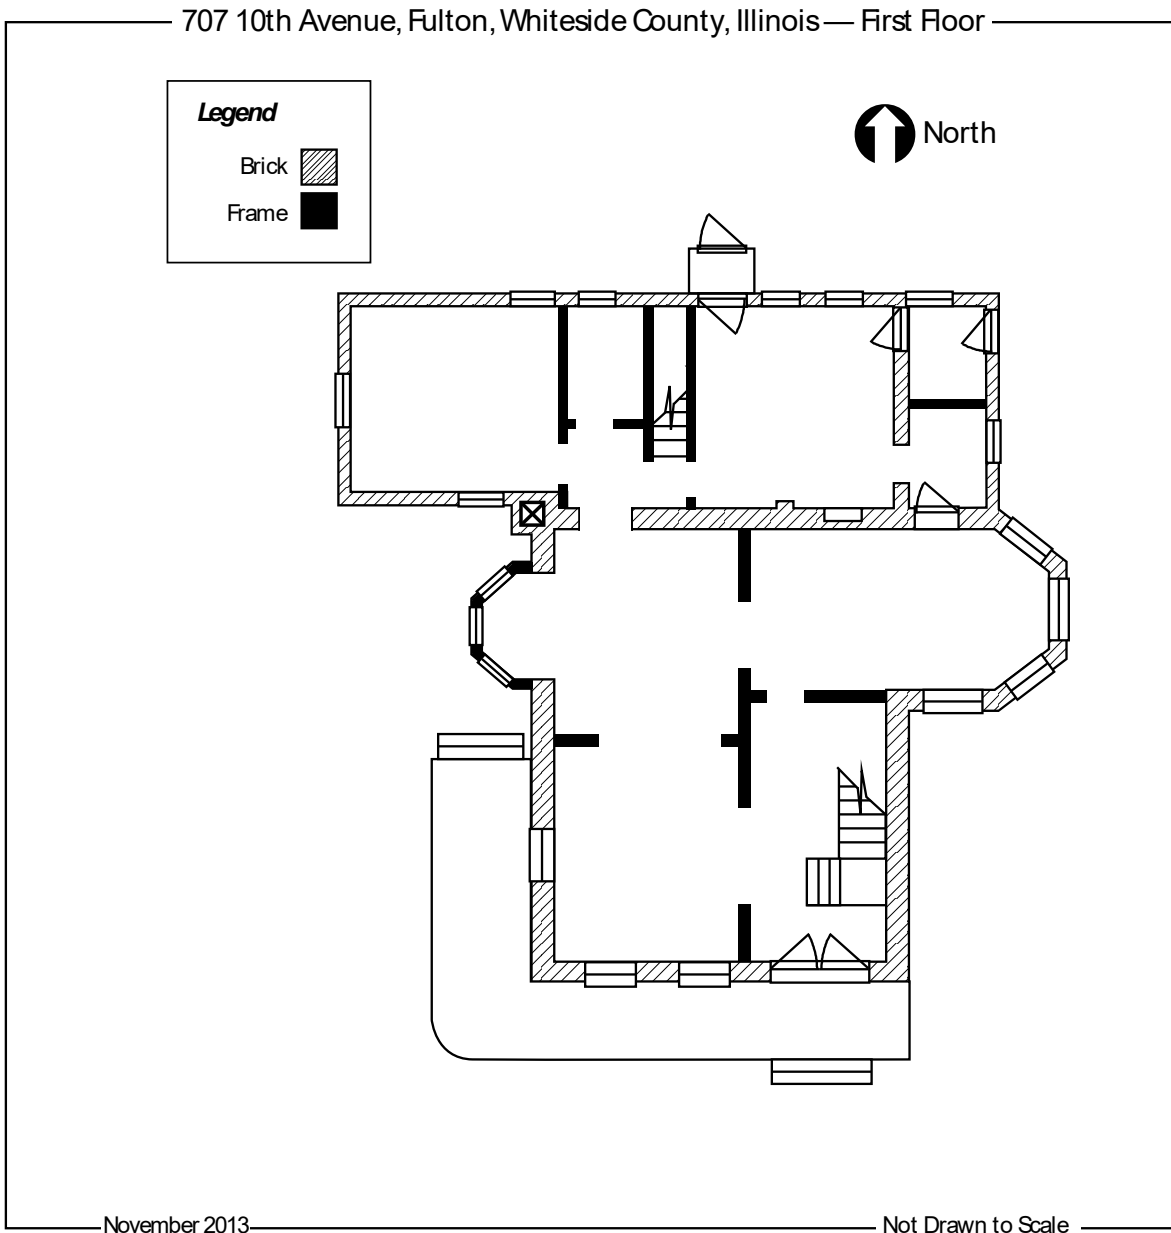 707 10th Avenue, Fulton, Whiteside County, Illinois — First Floor
Legend
Brick
Frame
North
November 2013
Not Drawn to Scale